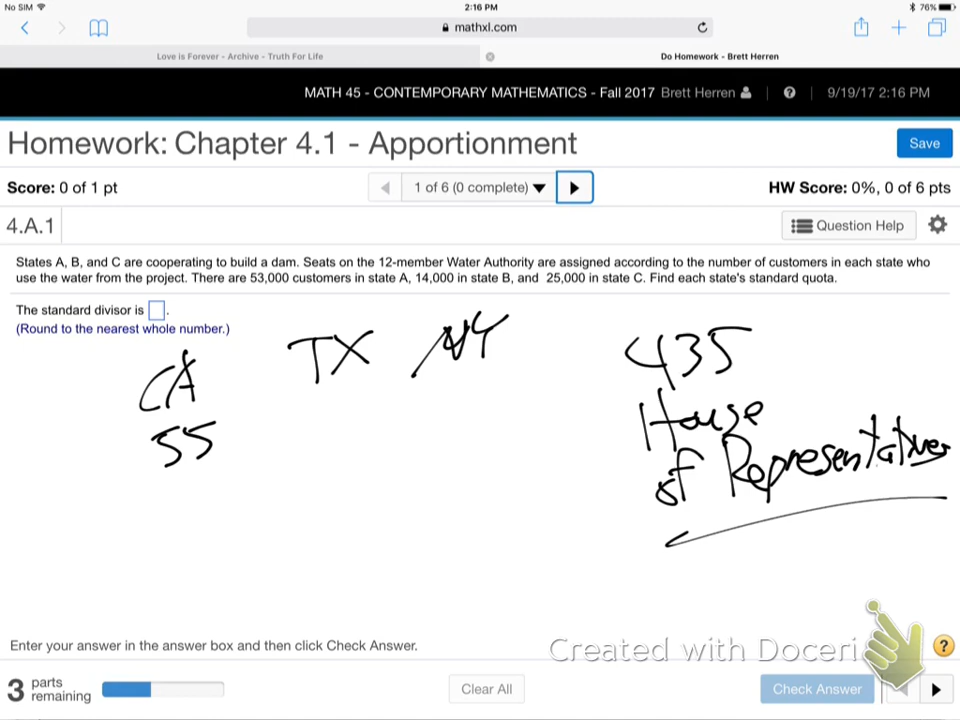 No SIM 2:16 PM 76%
mathxl.com
Love is Forever - Archive - Truth For Life Do Homework - Brett Herren
MATH 45 - CONTEMPORARY MATHEMATICS - Fall 2017 Brett Herren ? 9/19/17 2:16 PM
Homework: Chapter 4.1 - Apportionment Save
Score: 0 of 1 pt 1 of 6 (0 complete) HW Score: 0%, 0 of 6 pts
4.A.1 Question Help
States A, B, and C are cooperating to build a dam. Seats on the 12-member Water Authority are assigned according to the number of customers in each state who
use the water from the project. There are 53,000 customers in state A, 14,000 in state B, and 25,000 in state C. Find each state's standard quota.
The standard divisor is .
(Round to the nearest whole number.)
CA TX NY 435
55 House
of Representatives
Enter your answer in the answer box and then click Check Answer.
Created with Doceri ?
3 parts remaining Clear All Check Answer